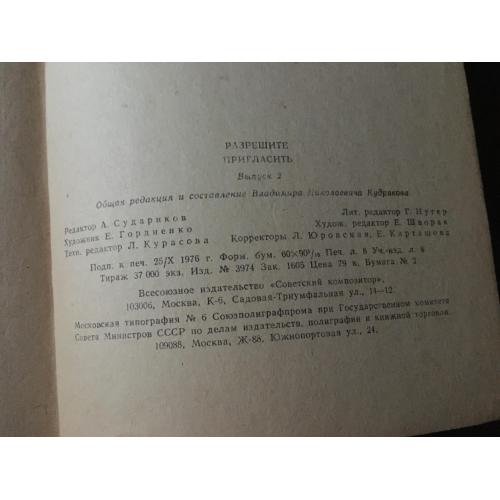 РАЗРЕШИТЕ
ПРИГЛАСИТЬ
Выпуск 2
Общая редакция и составление Владимира Николаевича Кудрякова
Редактор А. Судариков
Лит. редактор Г. Нугер
Художник Е. Гордиенко
Худож. редактор Е. Шворак
Техн. редактор Л. Курасова
Корректоры Л. Юровская, Е. Карташова
Подп. к печ. 25/X 1976 г. Форм. бум. 60×90¹/₁₆ Печ. л. 8 Уч.-изд. л. 8
Тираж 37 000 экз. Изд. № 3974 Зак. 1605 Цена 79 к. Бумага № 2
Всесоюзное издательство «Советский композитор»,
103006, Москва, К-6, Садовая-Триумфальная ул., 14—12.
Московская типография № 6 Союзполиграфпрома при Государственном комитете
Совета Министров СССР по делам издательств, полиграфии и книжной торговли.
109088, Москва, Ж-88, Южнопортовая ул., 24.